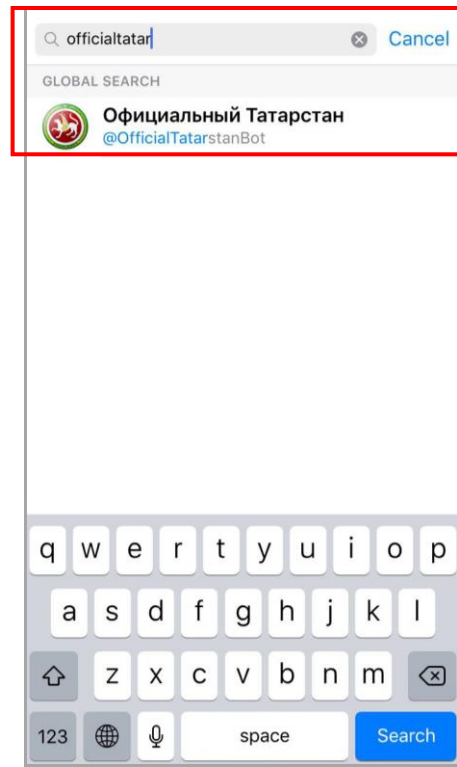 officialtatar Cancel
GLOBAL SEARCH
Официальный Татарстан
@OfficialTatarstanBot
q w e r t y u i o p
a s d f g h j k l
z x c v b n m
123 space Search